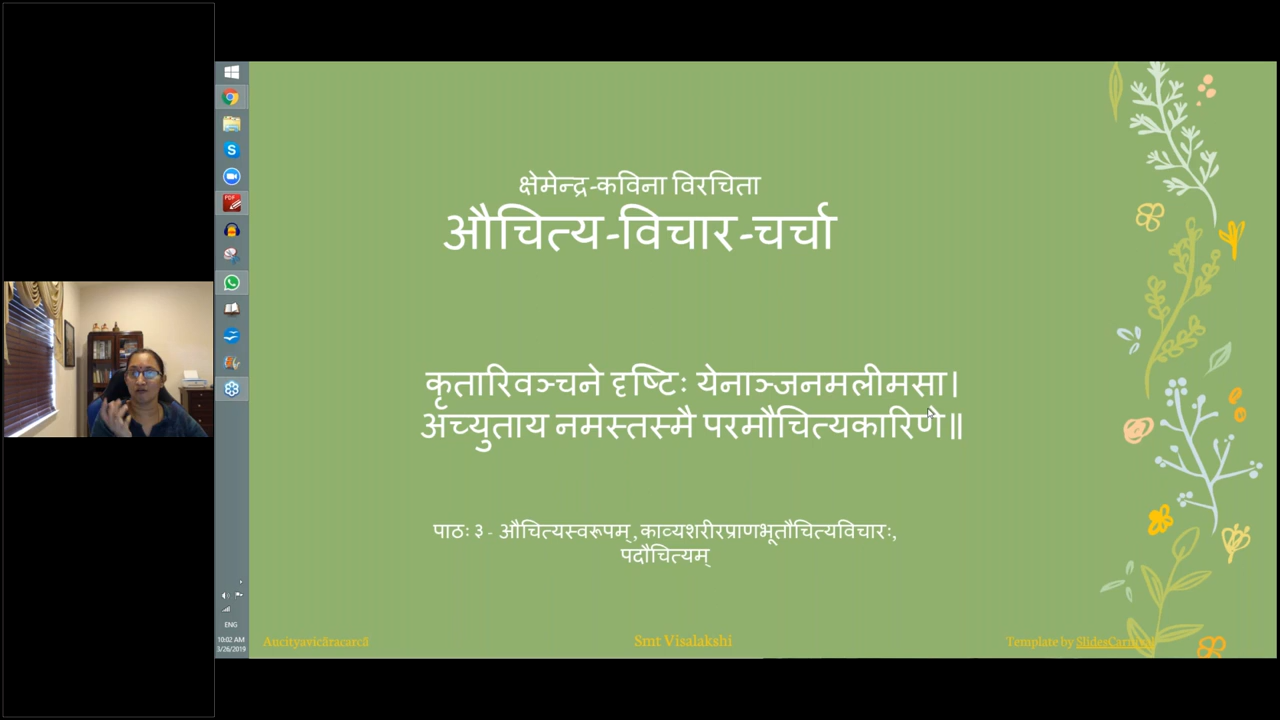 क्षेमेन्द्र-कविना विरचिता
औचित्य-विचार-चर्चा
कृतारिवञ्चने दृष्टिः येनाञ्जनमलीमसा।
अच्युताय नमस्तस्मै परमौचित्यकारिणे॥
पाठः ३ - औचित्यस्वरूपम्, काव्यशरीरप्राणभूतौचित्यविचारः,
पदौचित्यम्
Aucityavicāracarcā
Smt Visalakshi
Template by SlidesCarnival
PDF
ENG
10:02 AM
3/26/2019